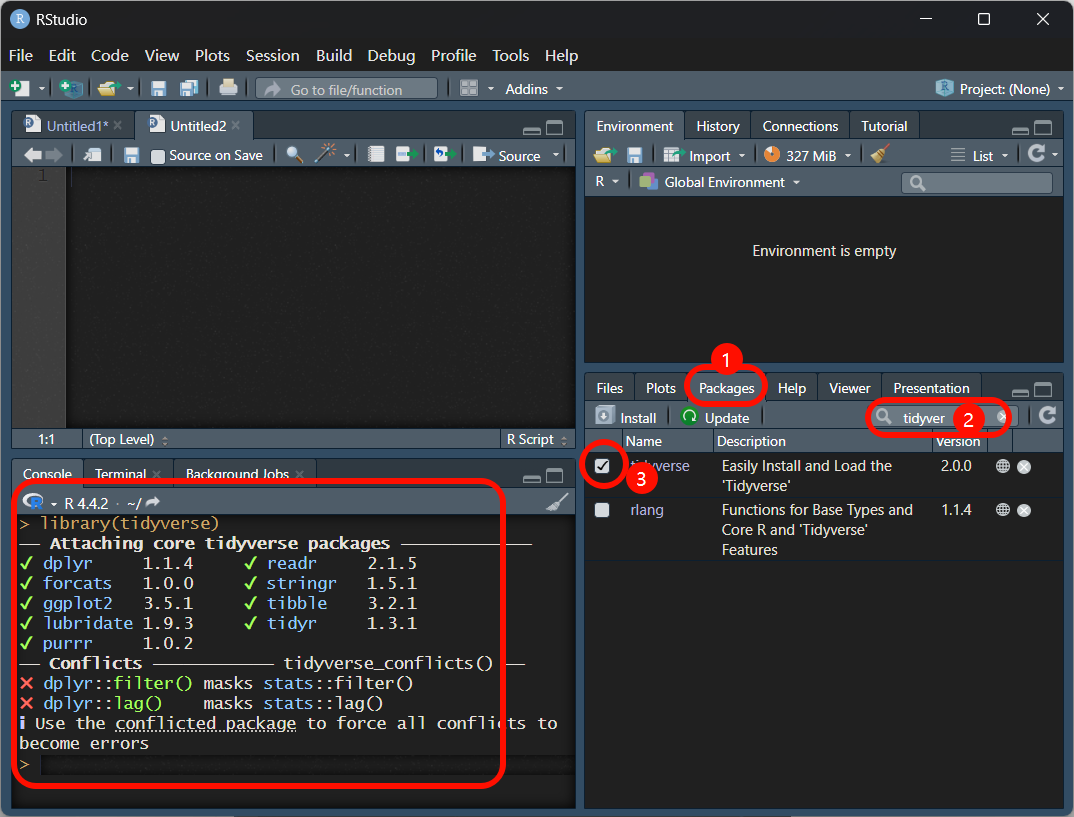 RStudio
File Edit Code View Plots Session Build Debug Profile Tools Help
Go to file/function Addins Project: (None)
Untitled1* Untitled2
Source on Save Source
1
1:1 (Top Level) R Script
Console Terminal Background Jobs
R 4.4.2 · ~/
> library(tidyverse)
── Attaching core tidyverse packages ──
✓ dplyr 1.1.4 ✓ readr 2.1.5
✓ forcats 1.0.0 ✓ stringr 1.5.1
✓ ggplot2 3.5.1 ✓ tibble 3.2.1
✓ lubridate 1.9.3 ✓ tidyr 1.3.1
✓ purrr 1.0.2
── Conflicts ── tidyverse_conflicts() ──
✕ dplyr::filter() masks stats::filter()
✕ dplyr::lag() masks stats::lag()
ℹ Use the conflicted package to force all conflicts to
become errors
>
Environment History Connections Tutorial
Import 327 MiB List
R Global Environment
Environment is empty
1
Files Plots Packages Help Viewer Presentation
Install Update tidyver 2
Name Description Version
tidyverse Easily Install and Load the 2.0.0
'Tidyverse'
3
rlang Functions for Base Types and 1.1.4
Core R and 'Tidyverse'
Features